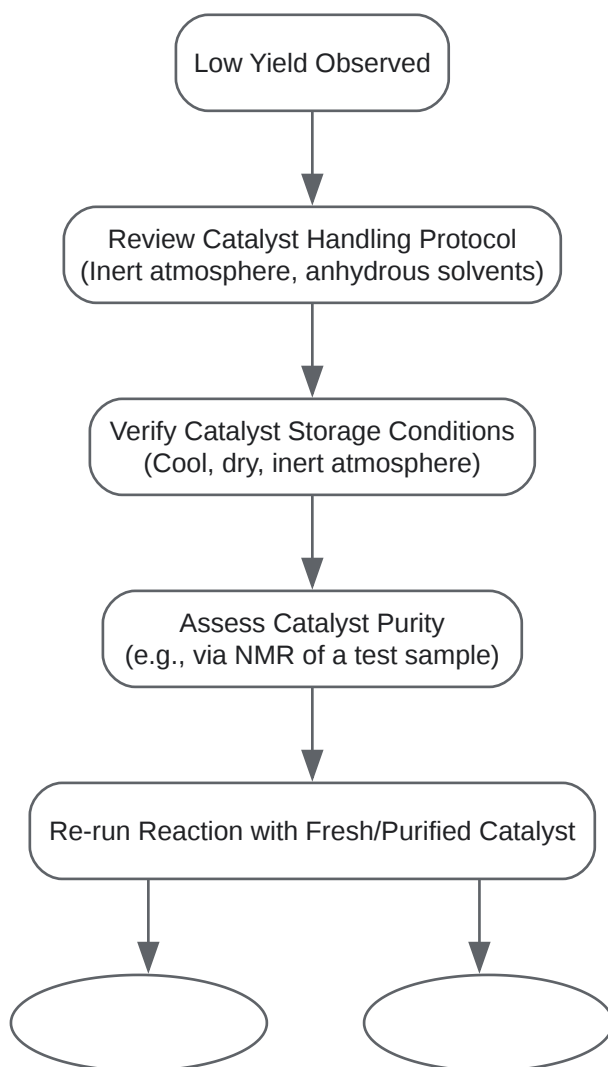 Low Yield Observed
Review Catalyst Handling Protocol
(Inert atmosphere, anhydrous solvents)
Verify Catalyst Storage Conditions
(Cool, dry, inert atmosphere)
Assess Catalyst Purity
(e.g., via NMR of a test sample)
Re-run Reaction with Fresh/Purified Catalyst